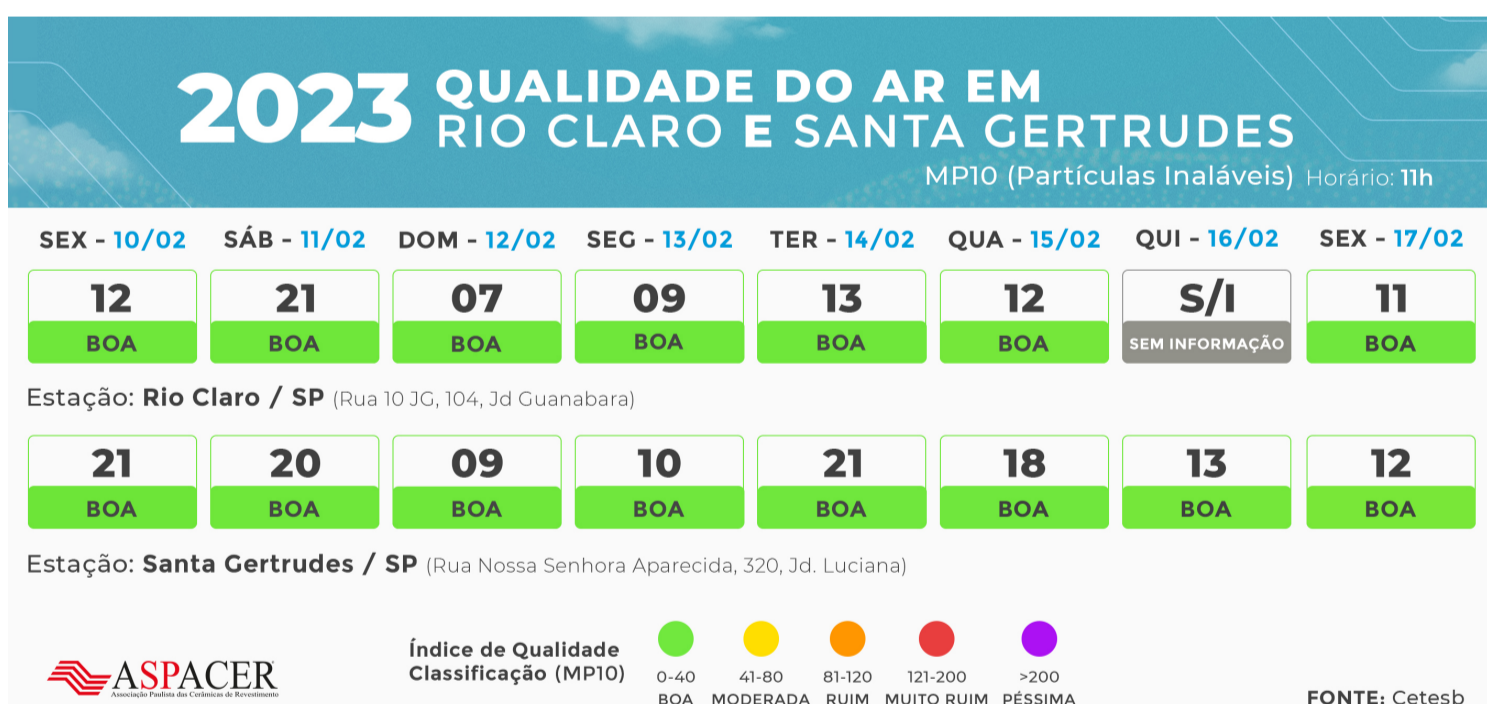 2023 QUALIDADE DO AR EM
RIO CLARO E SANTA GERTRUDES
MP10 (Partículas Inaláveis) Horário: 11h
SEX - 10/02 SÁB - 11/02 DOM - 12/02 SEG - 13/02 TER - 14/02 QUA - 15/02 QUI - 16/02 SEX - 17/02
12 21 07 09 13 12 S/I 11
BOA BOA BOA BOA BOA BOA SEM INFORMAÇÃO BOA
Estação: Rio Claro / SP (Rua 10 JG, 104, Jd Guanabara)
21 20 09 10 21 18 13 12
BOA BOA BOA BOA BOA BOA BOA BOA
Estação: Santa Gertrudes / SP (Rua Nossa Senhora Aparecida, 320, Jd. Luciana)
ASPACER
Associação Paulista das Cerâmicas de Revestimento
Índice de Qualidade
Classificação (MP10)
0-40 41-80 81-120 121-200 >200
BOA MODERADA RUIM MUITO RUIM PÉSSIMA
FONTE: Cetesb